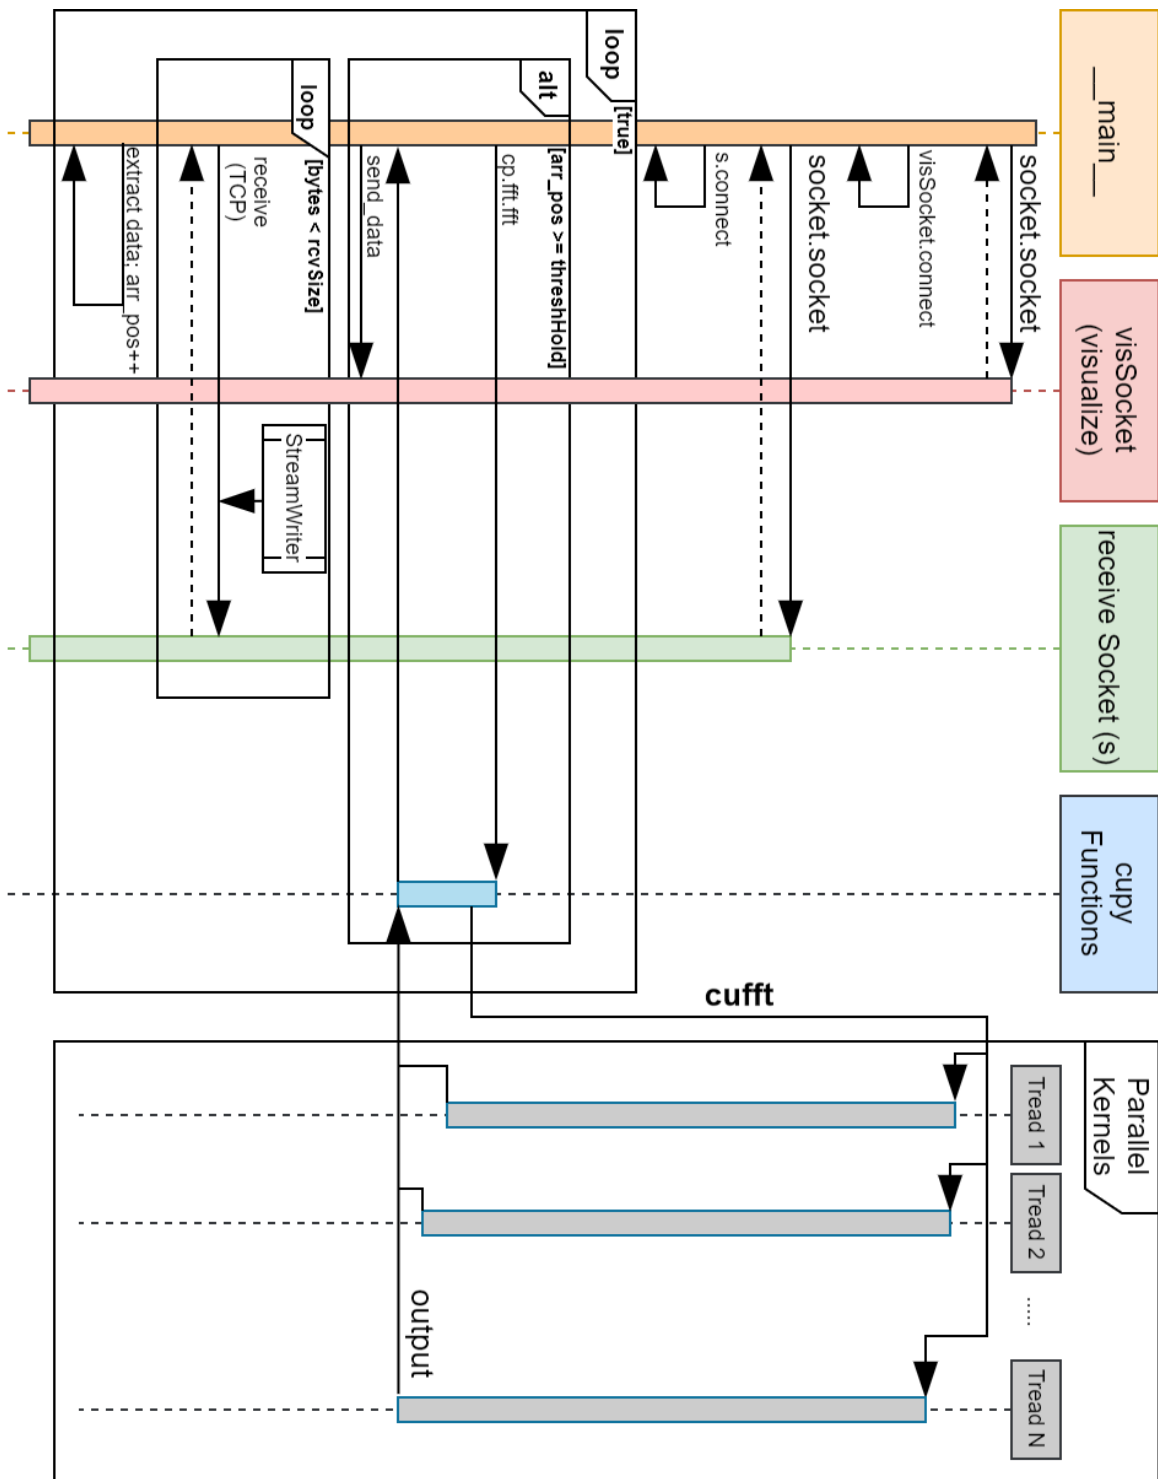 __main__
visSocket
(visualize)
receive Socket (s)
cupy
Functions
Parallel
Kernels
Tread 1
Tread 2
.....
Tread N
socket.socket
visSocket.connect
socket.socket
s.connect
loop
[true]
alt
[arr_pos >= threshHold]
cp.fft.fft
cufft
output
send_data
loop
[bytes < rcvSize]
StreamWriter
receive
(TCP)
extract data; arr_pos++